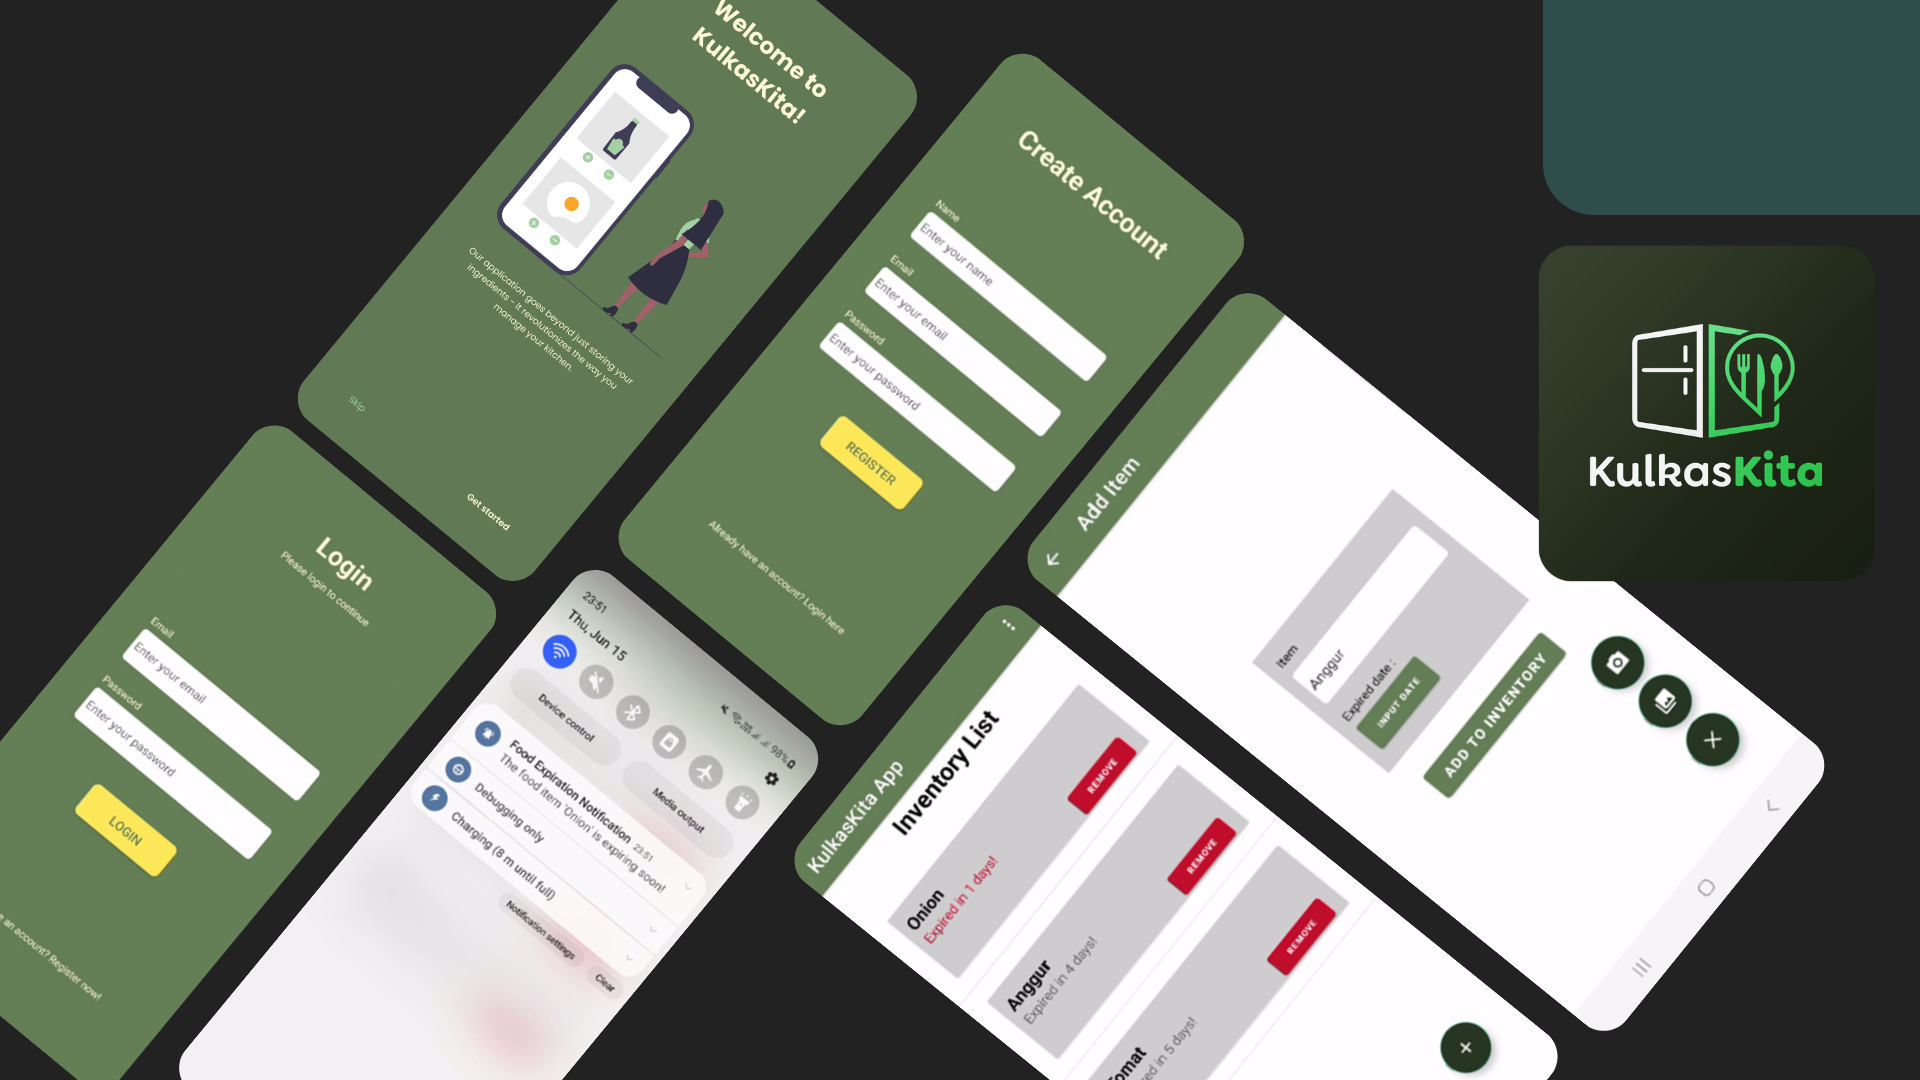 Welcome to
KulkasKita!
Our application goes beyond just storing your
ingredients - it revolutionizes the way you
manage your kitchen.
Skip
Get started
Create Account
Name
Enter your name
Email
Enter your email
Password
Enter your password
REGISTER
Already have an account? Login here
Login
Please login to continue
Email
Enter your email
Password
Enter your password
LOGIN
an account? Register now!
23:51
98%
Thu, Jun 15
Device control
Media output
Food Expiration Notification 23:51
The food item 'Onion' is expiring soon!
Debugging only
Charging (8 m until full)
Notification settings
Clear
KulkasKita App
Inventory List
Onion
Expired in 1 days!
REMOVE
Anggur
Expired in 4 days!
REMOVE
omat
ed in 5 days!
REMOVE
Add Item
Item
Anggur
Expired date :
INPUT DATE
ADD TO INVENTORY
KulkasKita